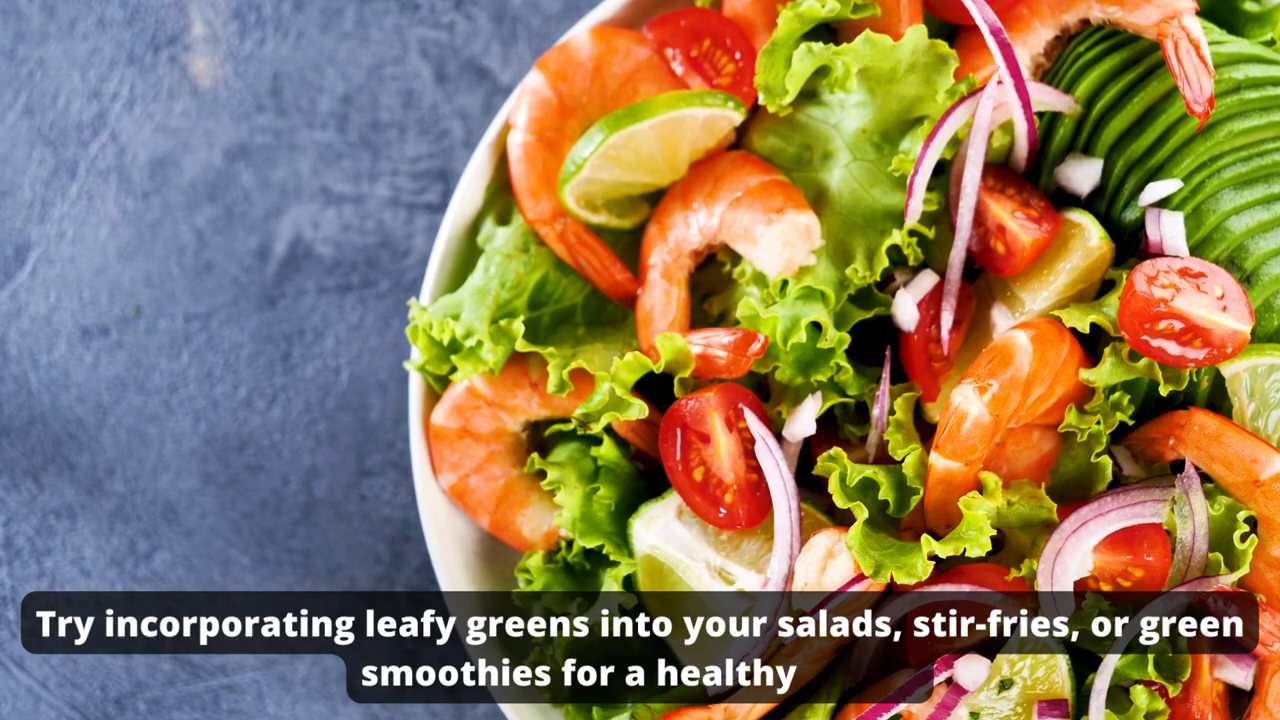 Try incorporating leafy greens into your salads, stir-fries, or green
smoothies for a healthy